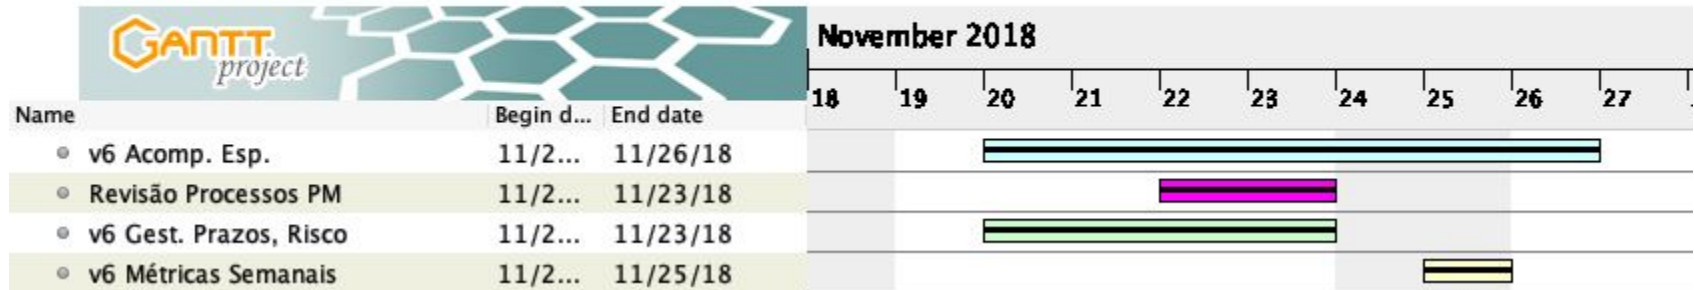 GANTT
project
November 2018
18 19 20 21 22 23 24 25 26 27
Name Begin d... End date
v6 Acomp. Esp. 11/2... 11/26/18
Revisão Processos PM 11/2... 11/23/18
v6 Gest. Prazos, Risco 11/2... 11/23/18
v6 Métricas Semanais 11/2... 11/25/18